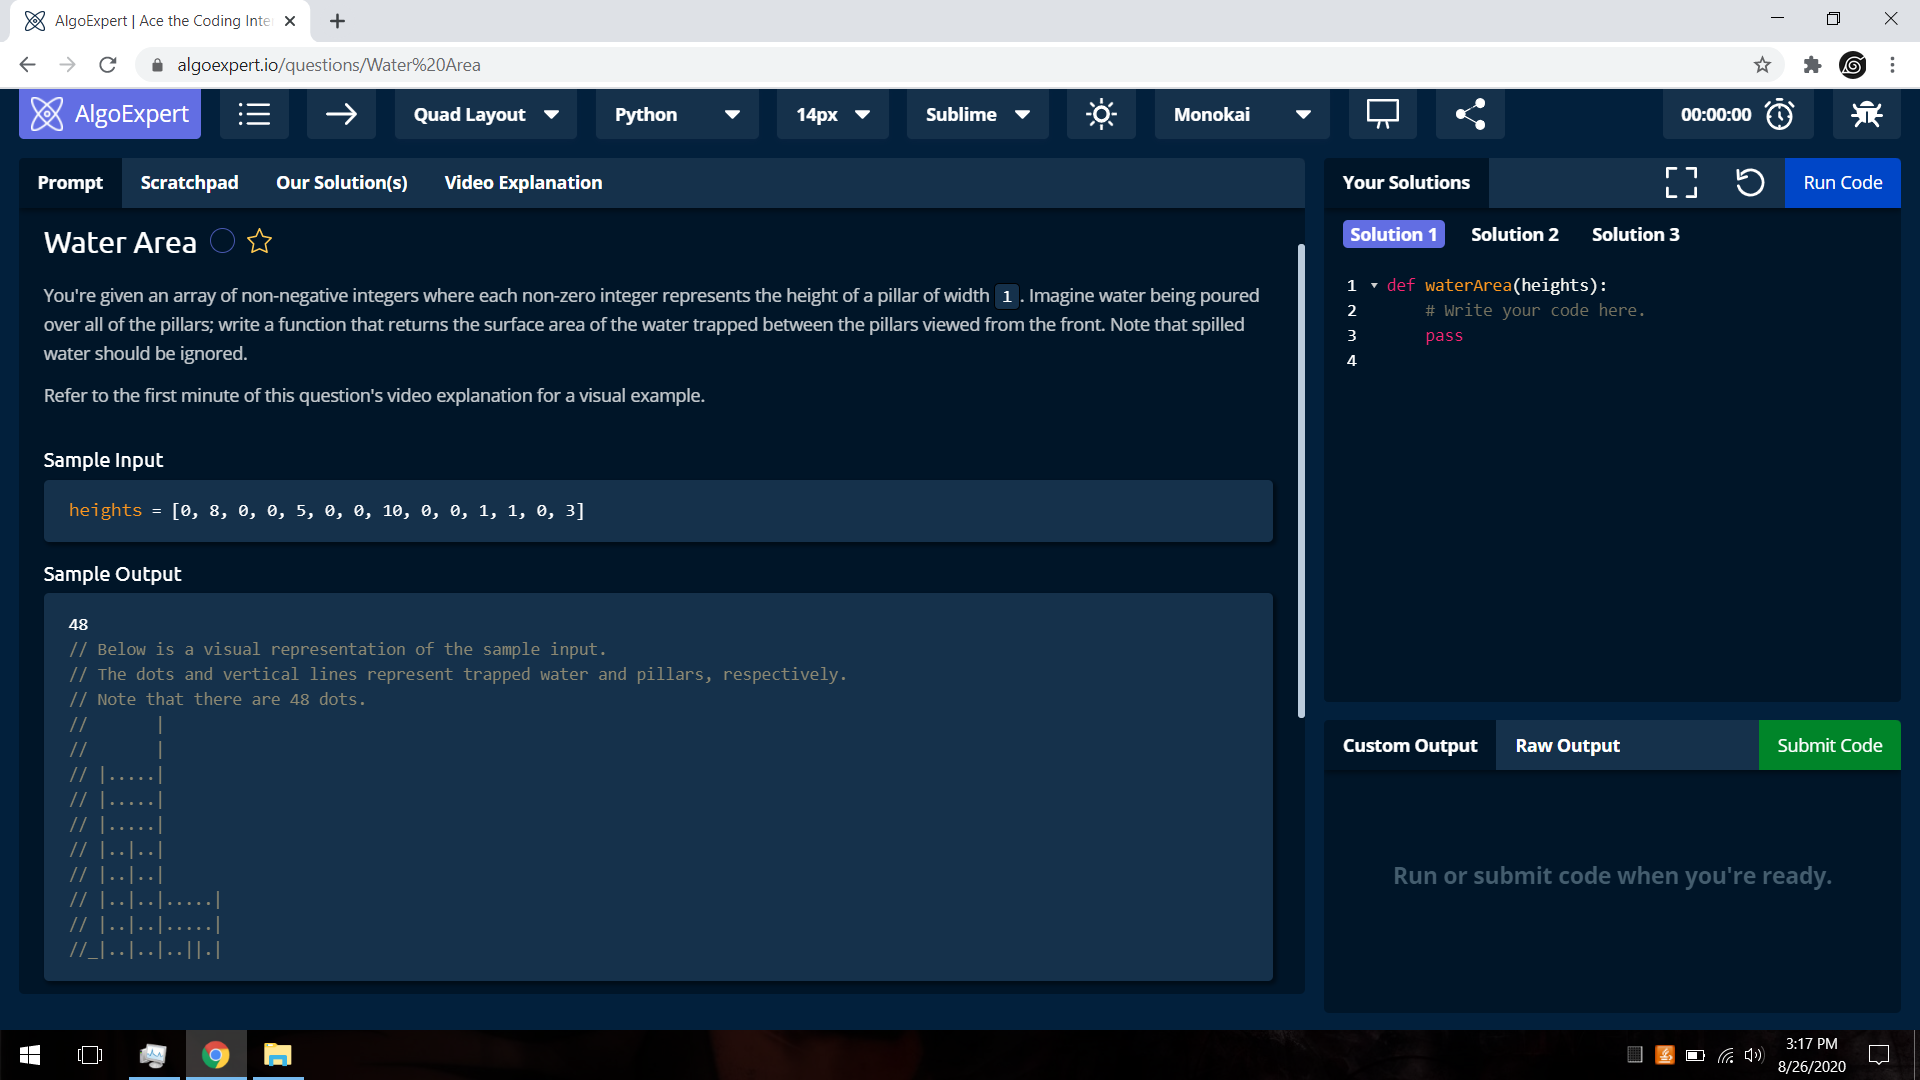 AlgoExpert | Ace the Coding Inte
algoexpert.io/questions/Water%20Area
AlgoExpert
Quad Layout
Python
14px
Sublime
Monokai
00:00:00
Prompt
Scratchpad
Our Solution(s)
Video Explanation
Water Area
You're given an array of non-negative integers where each non-zero integer represents the height of a pillar of width 1. Imagine water being poured
over all of the pillars; write a function that returns the surface area of the water trapped between the pillars viewed from the front. Note that spilled
water should be ignored.
Refer to the first minute of this question's video explanation for a visual example.
Sample Input
heights = [0, 8, 0, 0, 5, 0, 0, 10, 0, 0, 1, 1, 0, 3]
Sample Output
48
// Below is a visual representation of the sample input.
// The dots and vertical lines represent trapped water and pillars, respectively.
// Note that there are 48 dots.
//       |
//       |
// |.....|
// |.....|
// |.....|
// |..|..|
// |..|..|
// |..|..|.....|
// |..|..|.....|
//_|..|..|..||.|
Your Solutions
Run Code
Solution 1
Solution 2
Solution 3
1 def waterArea(heights):
2     # Write your code here.
3     pass
4
Custom Output
Raw Output
Submit Code
Run or submit code when you're ready.
3:17 PM
8/26/2020